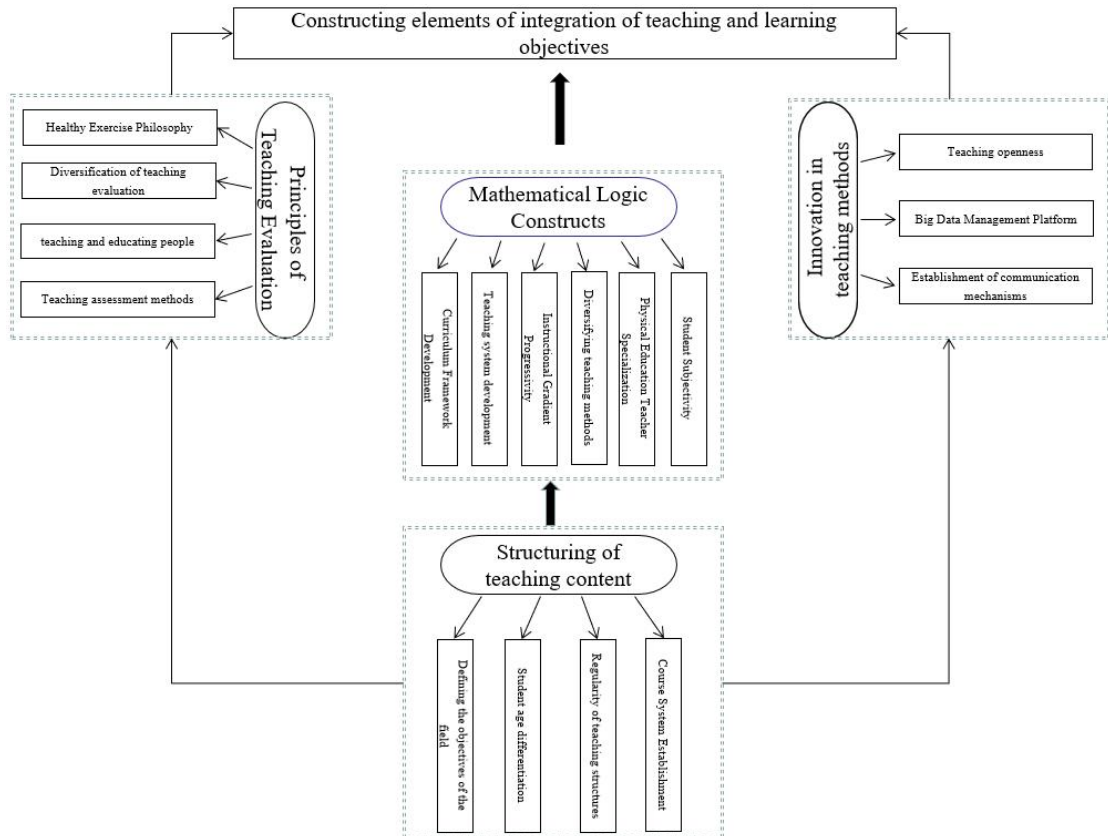 Constructing elements of integration of teaching and learning
objectives
Healthy Exercise Philosophy
Diversification of teaching
evaluation
teaching and educating people
Teaching assessment methods
Principles of
Teaching Evaluation
Mathematical Logic
Constructs
Curriculum Framework
Development
Teaching system development
Instructional Gradient
Progressivity
Diversifying teaching methods
Physical Education Teacher
Specialization
Student Subjectivity
Innovation in
teaching methods
Teaching openness
Big Data Management Platform
Establishment of communication
mechanisms
Structuring of
teaching content
Defining the objectives of the
field
Student age differentiation
Regularity of teaching structures
Course System Establishment